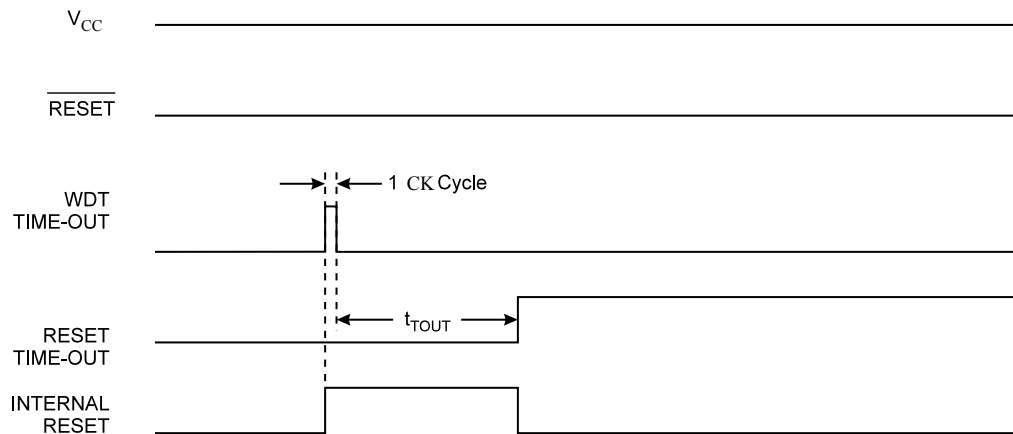 VCC
RESET
1 CK Cycle
WDT
TIME-OUT
tTOUT
RESET
TIME-OUT
INTERNAL
RESET